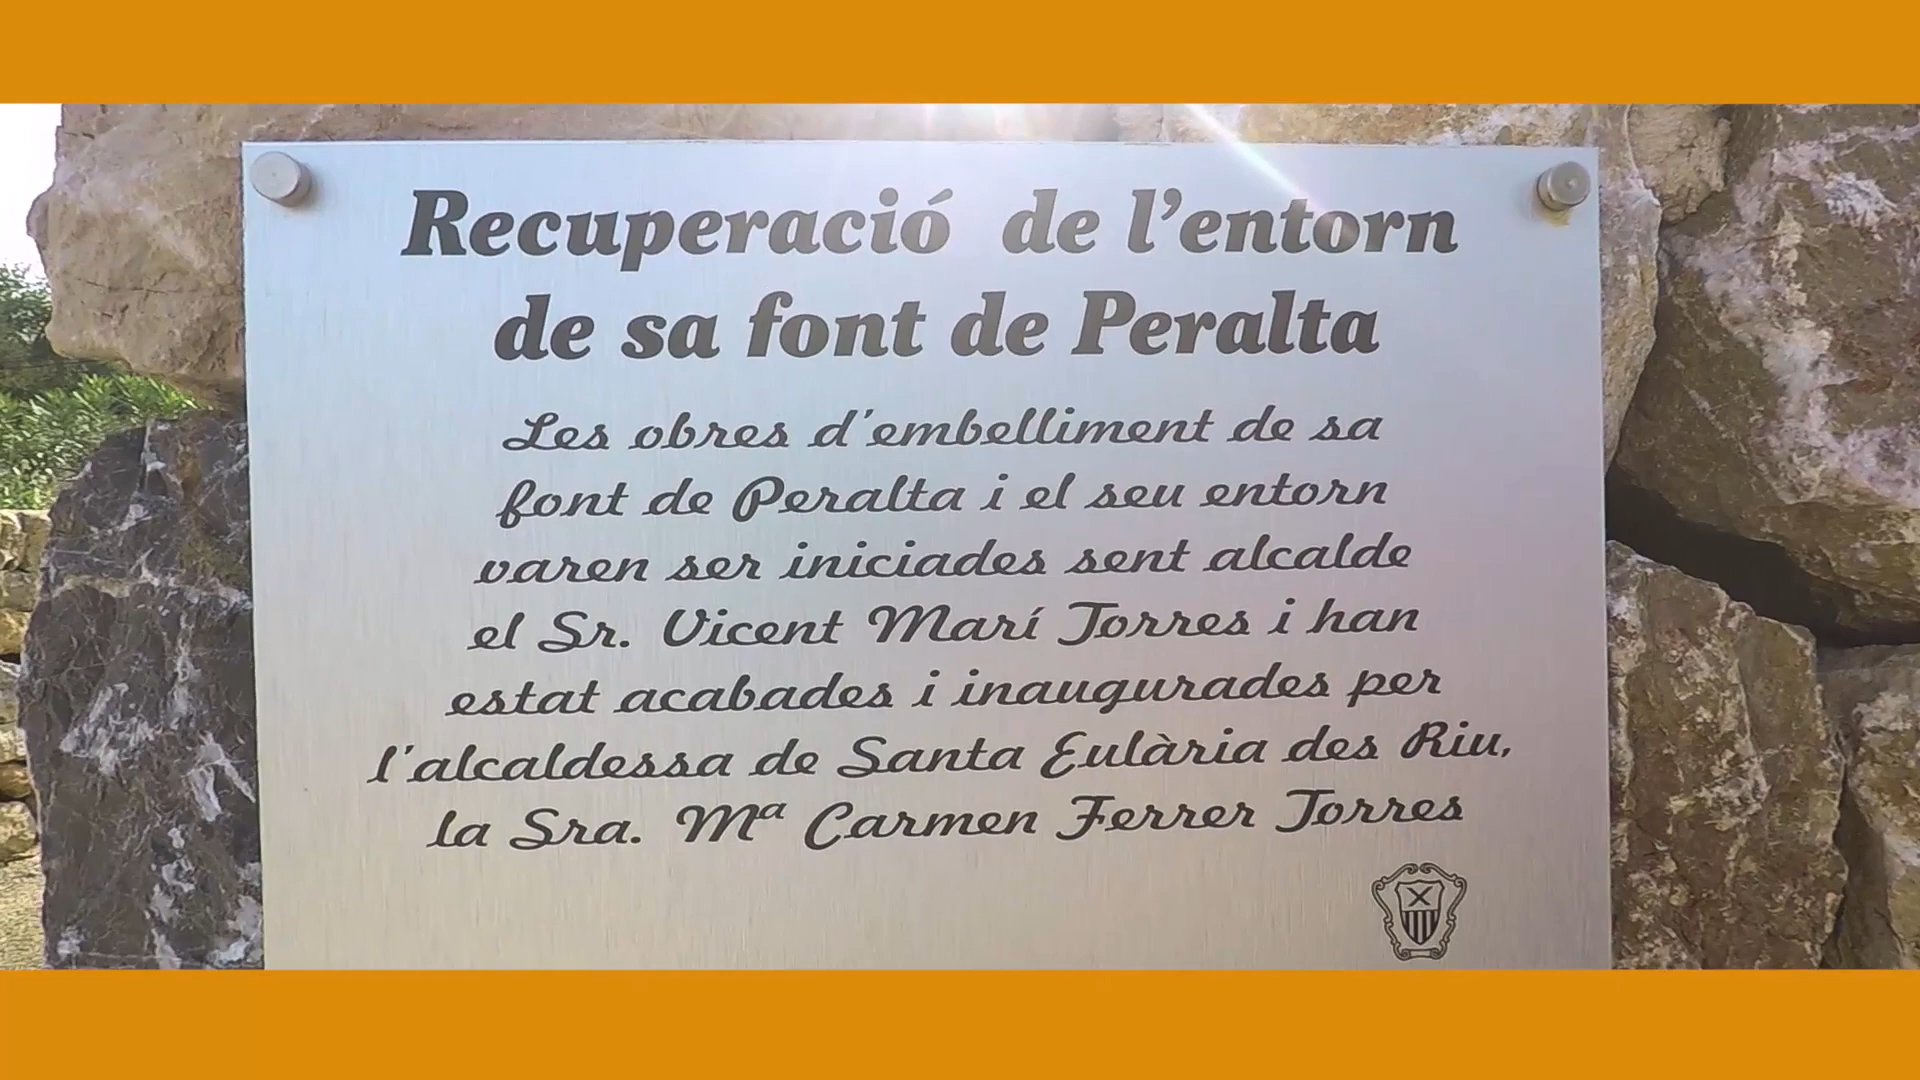 Recuperació de l'entorn
de sa font de Peralta
Les obres d'embelliment de sa
font de Peralta i el seu entorn
varen ser iniciades sent alcalde
el Sr. Vicent Marí Torres i han
estat acabades i inaugurades per
l'alcaldessa de Santa Eulària des Riu,
la Sra. Mª Carmen Ferrer Torres